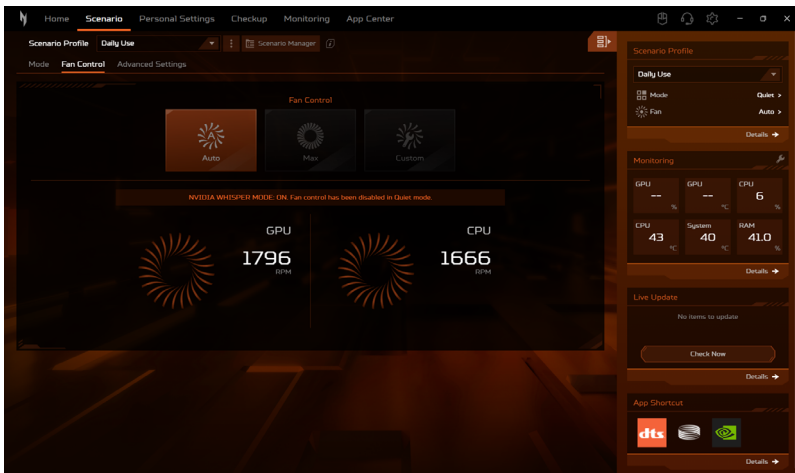 Home Scenario Personal Settings Checkup Monitoring App Center
Scenario Profile Daily Use Scenario Manager
Mode Fan Control Advanced Settings
Fan Control
Auto Max Custom
NVIDIA WHISPER MODE: ON. Fan control has been disabled in Quiet mode.
GPU
1796
RPM
CPU
1666
RPM
Scenario Profile
Daily Use
Mode Quiet >
Fan Auto >
Details →
Monitoring
GPU GPU CPU
-- -- 6
% °C %
CPU System RAM
43 40 41.0
°C °C %
Details →
Live Update
No items to update
Check Now
Details →
App Shortcut
dts
Details →